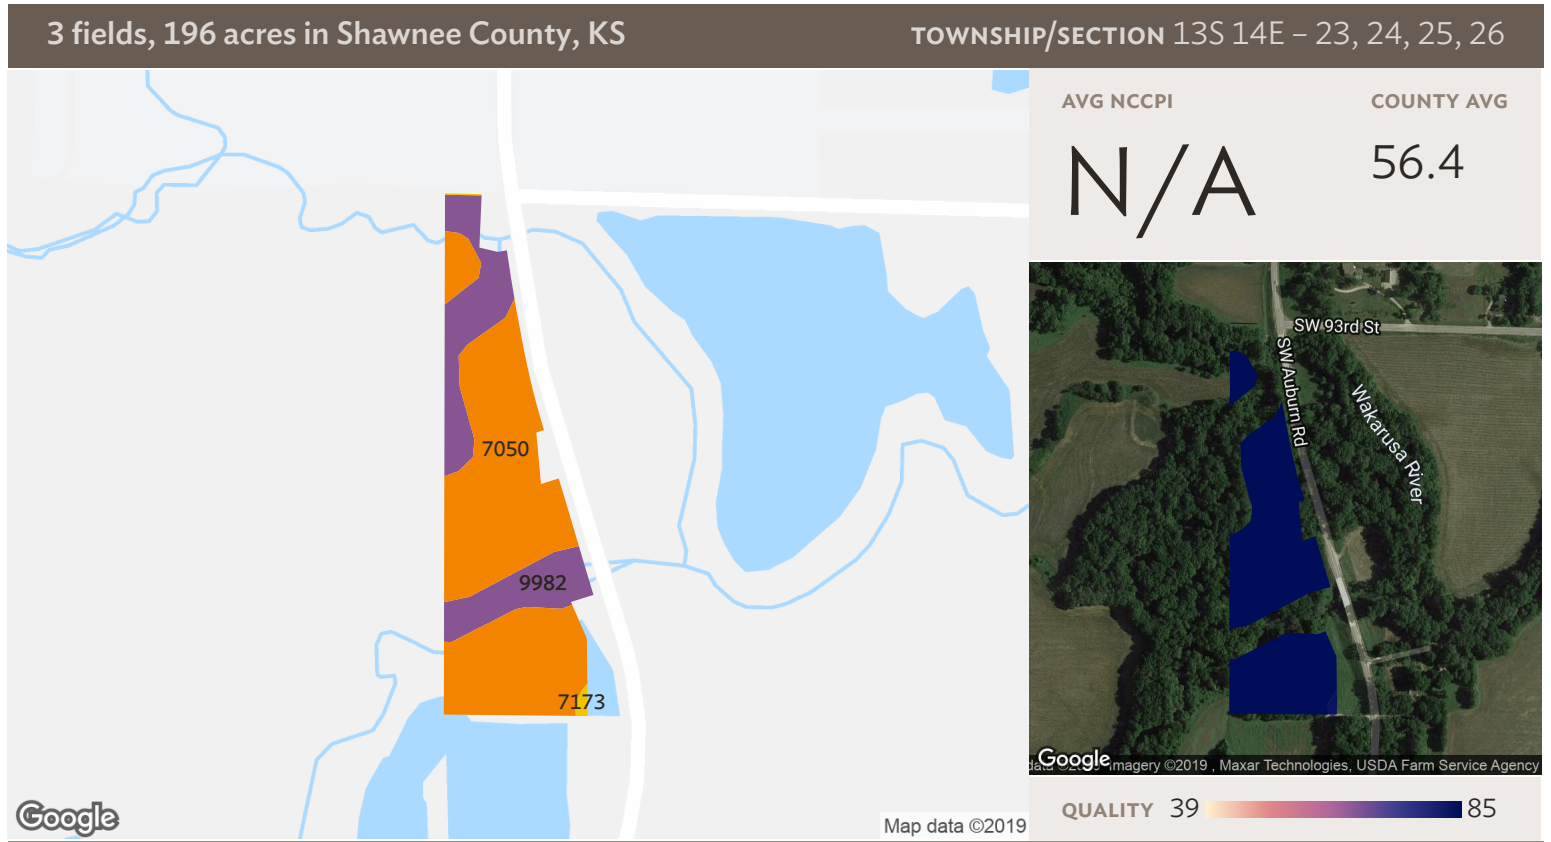 3 fields, 196 acres in Shawnee County, KS
TOWNSHIP/SECTION 13S 14E – 23, 24, 25, 26
AVG NCCPI
COUNTY AVG
N/A
56.4
7050
9982
7173
Google
Map data ©2019
SW 93rd St
SW Auburn Rd
Wakarusa River
Google
Imagery ©2019 , Maxar Technologies, USDA Farm Service Agency
QUALITY 39 85